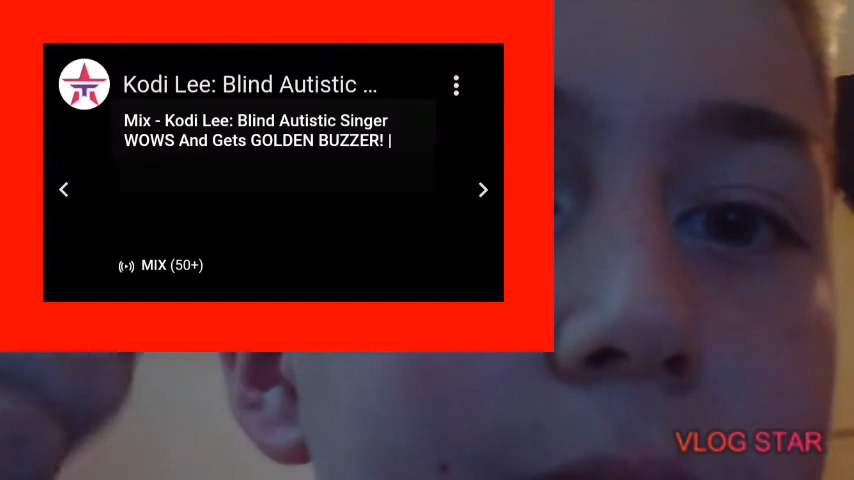 Kodi Lee: Blind Autistic ...
Mix - Kodi Lee: Blind Autistic Singer
WOWS And Gets GOLDEN BUZZER! |
MIX (50+)
VLOG STAR